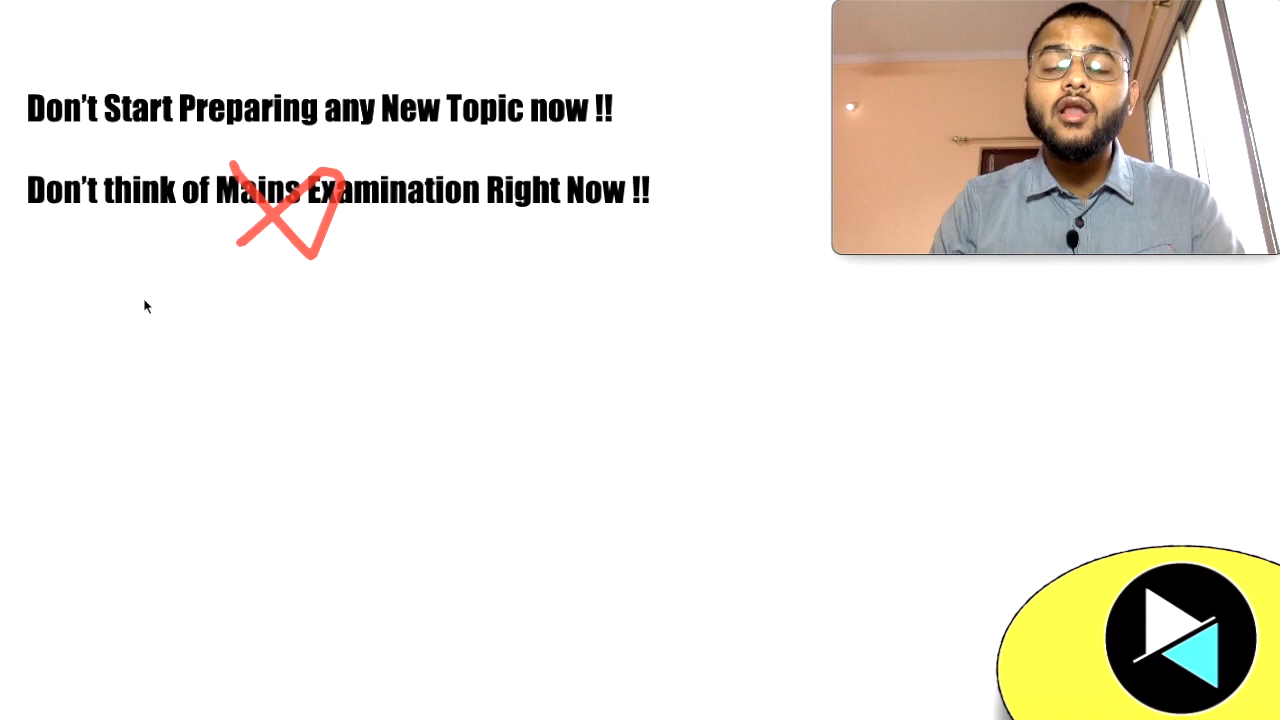 Don’t Start Preparing any New Topic now !!
Don’t think of Mains Examination Right Now !!